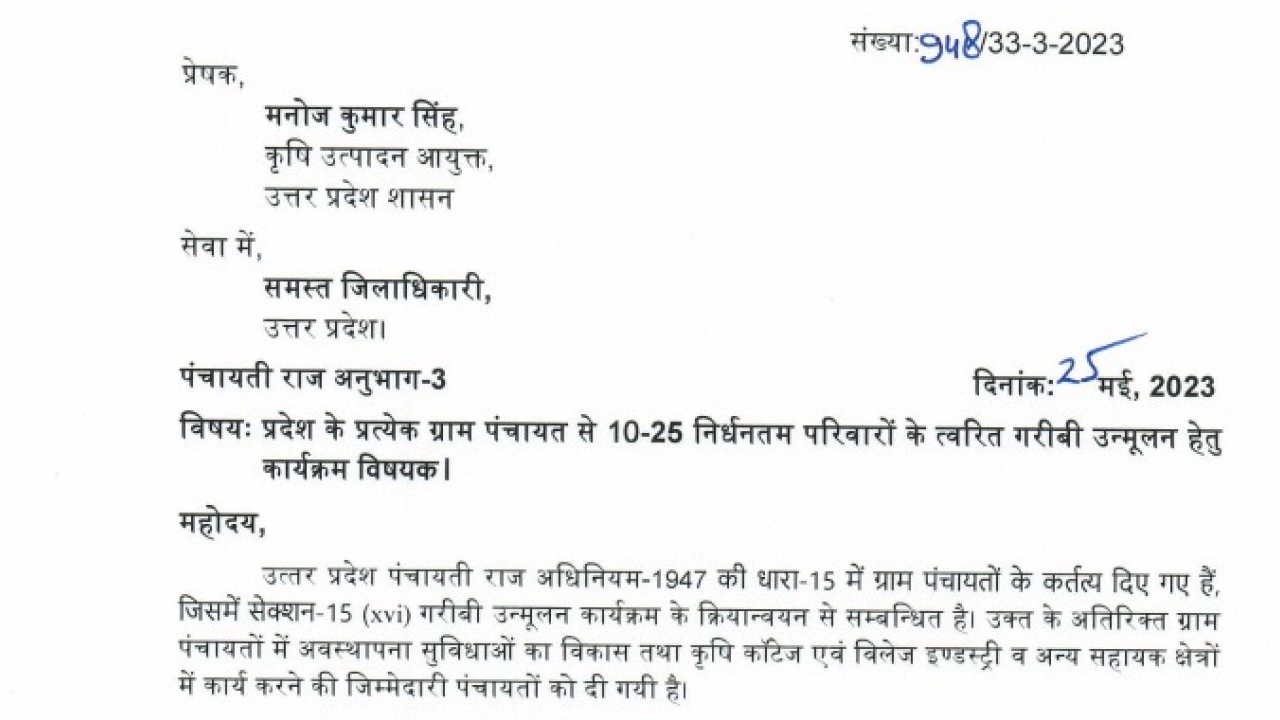 संख्या:948/33-3-2023
प्रेषक,
मनोज कुमार सिंह,
कृषि उत्पादन आयुक्त,
उत्तर प्रदेश शासन
सेवा में,
समस्त जिलाधिकारी,
उत्तर प्रदेश।
पंचायती राज अनुभाग-3 दिनांक: 25 मई, 2023
विषयः प्रदेश के प्रत्येक ग्राम पंचायत से 10-25 निर्धनतम परिवारों के त्वरित गरीबी उन्मूलन हेतु
कार्यक्रम विषयक।
महोदय,
उत्तर प्रदेश पंचायती राज अधिनियम-1947 की धारा-15 में ग्राम पंचायतों के कर्तत्य दिए गए हैं,
जिसमें सेक्शन-15 (xvi) गरीबी उन्मूलन कार्यक्रम के क्रियान्वयन से सम्बन्धित है। उक्त के अतिरिक्त ग्राम
पंचायतों में अवस्थापना सुविधाओं का विकास तथा कृषि कॉटेज एवं विलेज इण्डस्ट्री व अन्य सहायक क्षेत्रों
में कार्य करने की जिम्मेदारी पंचायतों को दी गयी है।